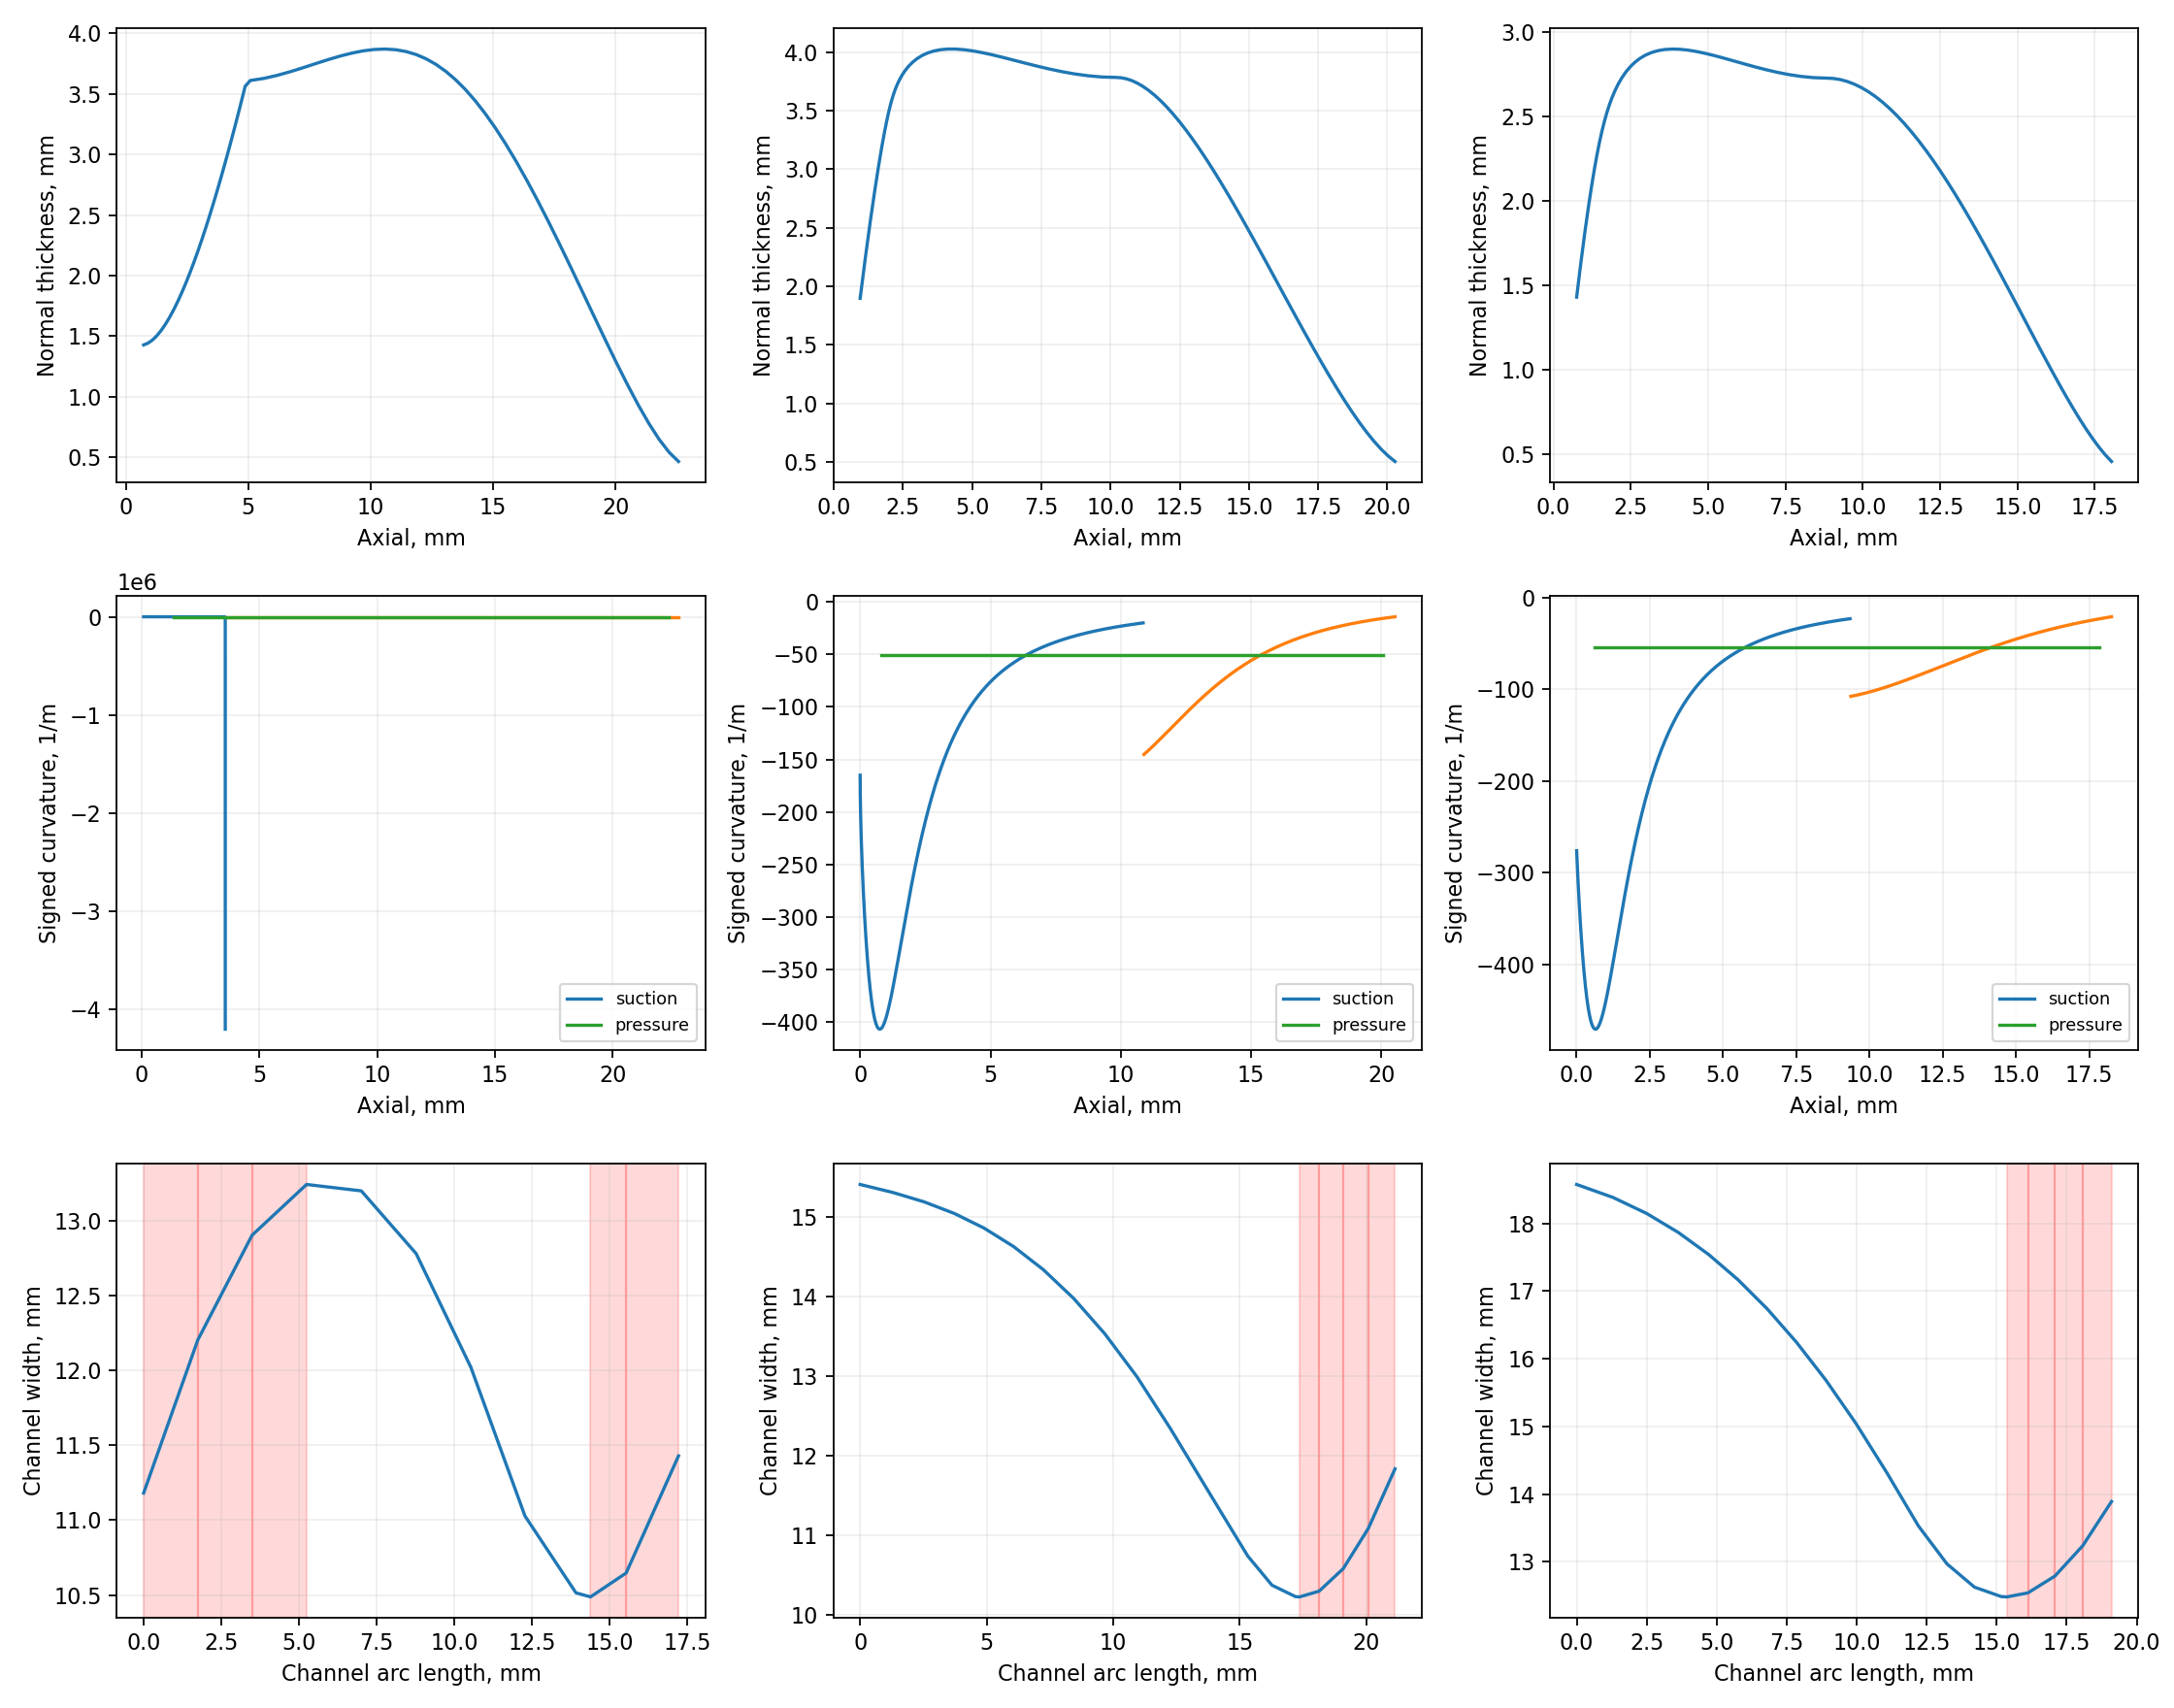 4.0
3.5
3.0
2.5
2.0
1.5
1.0
0.5
Normal thickness, mm
0 5 10 15 20
Axial, mm
4.0
3.5
3.0
2.5
2.0
1.5
1.0
0.5
Normal thickness, mm
0.0 2.5 5.0 7.5 10.0 12.5 15.0 17.5 20.0
Axial, mm
3.0
2.5
2.0
1.5
1.0
0.5
Normal thickness, mm
0.0 2.5 5.0 7.5 10.0 12.5 15.0 17.5
Axial, mm
1e6
0
−1
−2
−3
−4
Signed curvature, 1/m
suction
pressure
0 5 10 15 20
Axial, mm
0
−50
−100
−150
−200
−250
−300
−350
−400
Signed curvature, 1/m
suction
pressure
0 5 10 15 20
Axial, mm
0
−100
−200
−300
−400
Signed curvature, 1/m
suction
pressure
0.0 2.5 5.0 7.5 10.0 12.5 15.0 17.5
Axial, mm
13.0
12.5
12.0
11.5
11.0
10.5
Channel width, mm
0.0 2.5 5.0 7.5 10.0 12.5 15.0 17.5
Channel arc length, mm
15
14
13
12
11
10
Channel width, mm
0 5 10 15 20
Channel arc length, mm
18
17
16
15
14
13
Channel width, mm
0.0 2.5 5.0 7.5 10.0 12.5 15.0 17.5 20.0
Channel arc length, mm